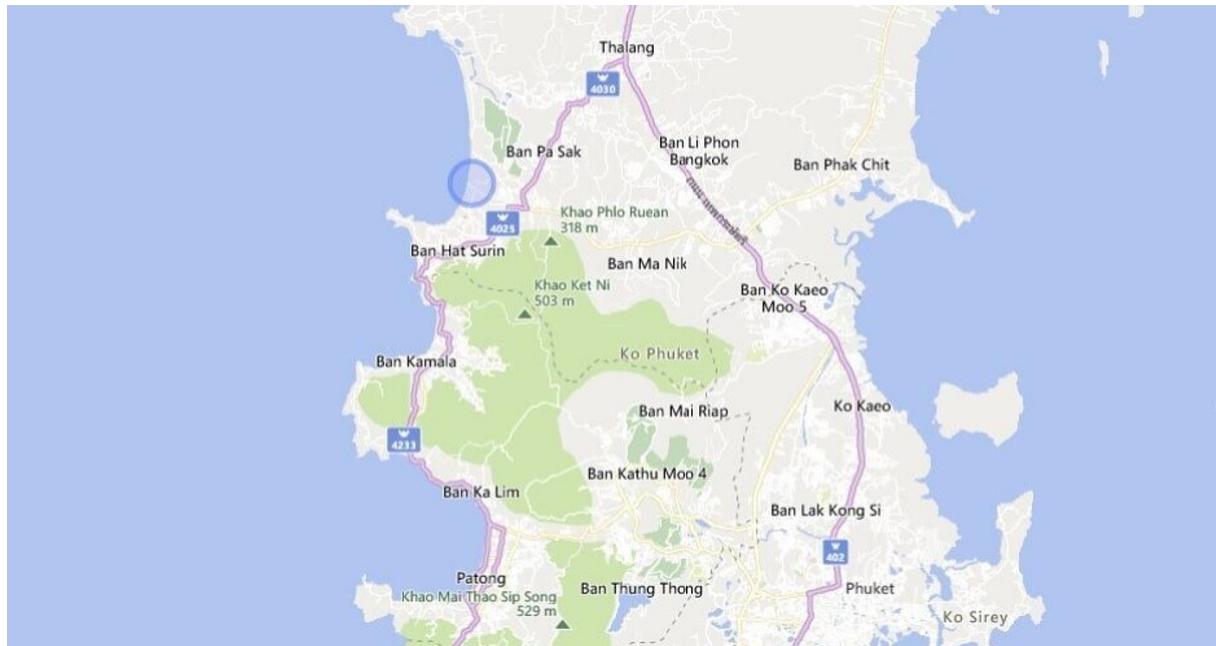 Thalang
4030
Ban Li Phon
Bangkok
Ban Pa Sak
Ban Phak Chit
Khao Phlo Ruean
318 m
4025
Ban Hat Surin
Ban Ma Nik
Khao Ket Ni
503 m
Ban Ko Kaeo
Moo 5
Ko Phuket
Ban Kamala
Ban Mai Riap
Ko Kaeo
4233
Ban Kathu Moo 4
Ban Ka Lim
Ban Lak Kong Si
402
Patong
Ban Thung Thong
Phuket
Khao Mai Thao Sip Song
529 m
Ko Sirey